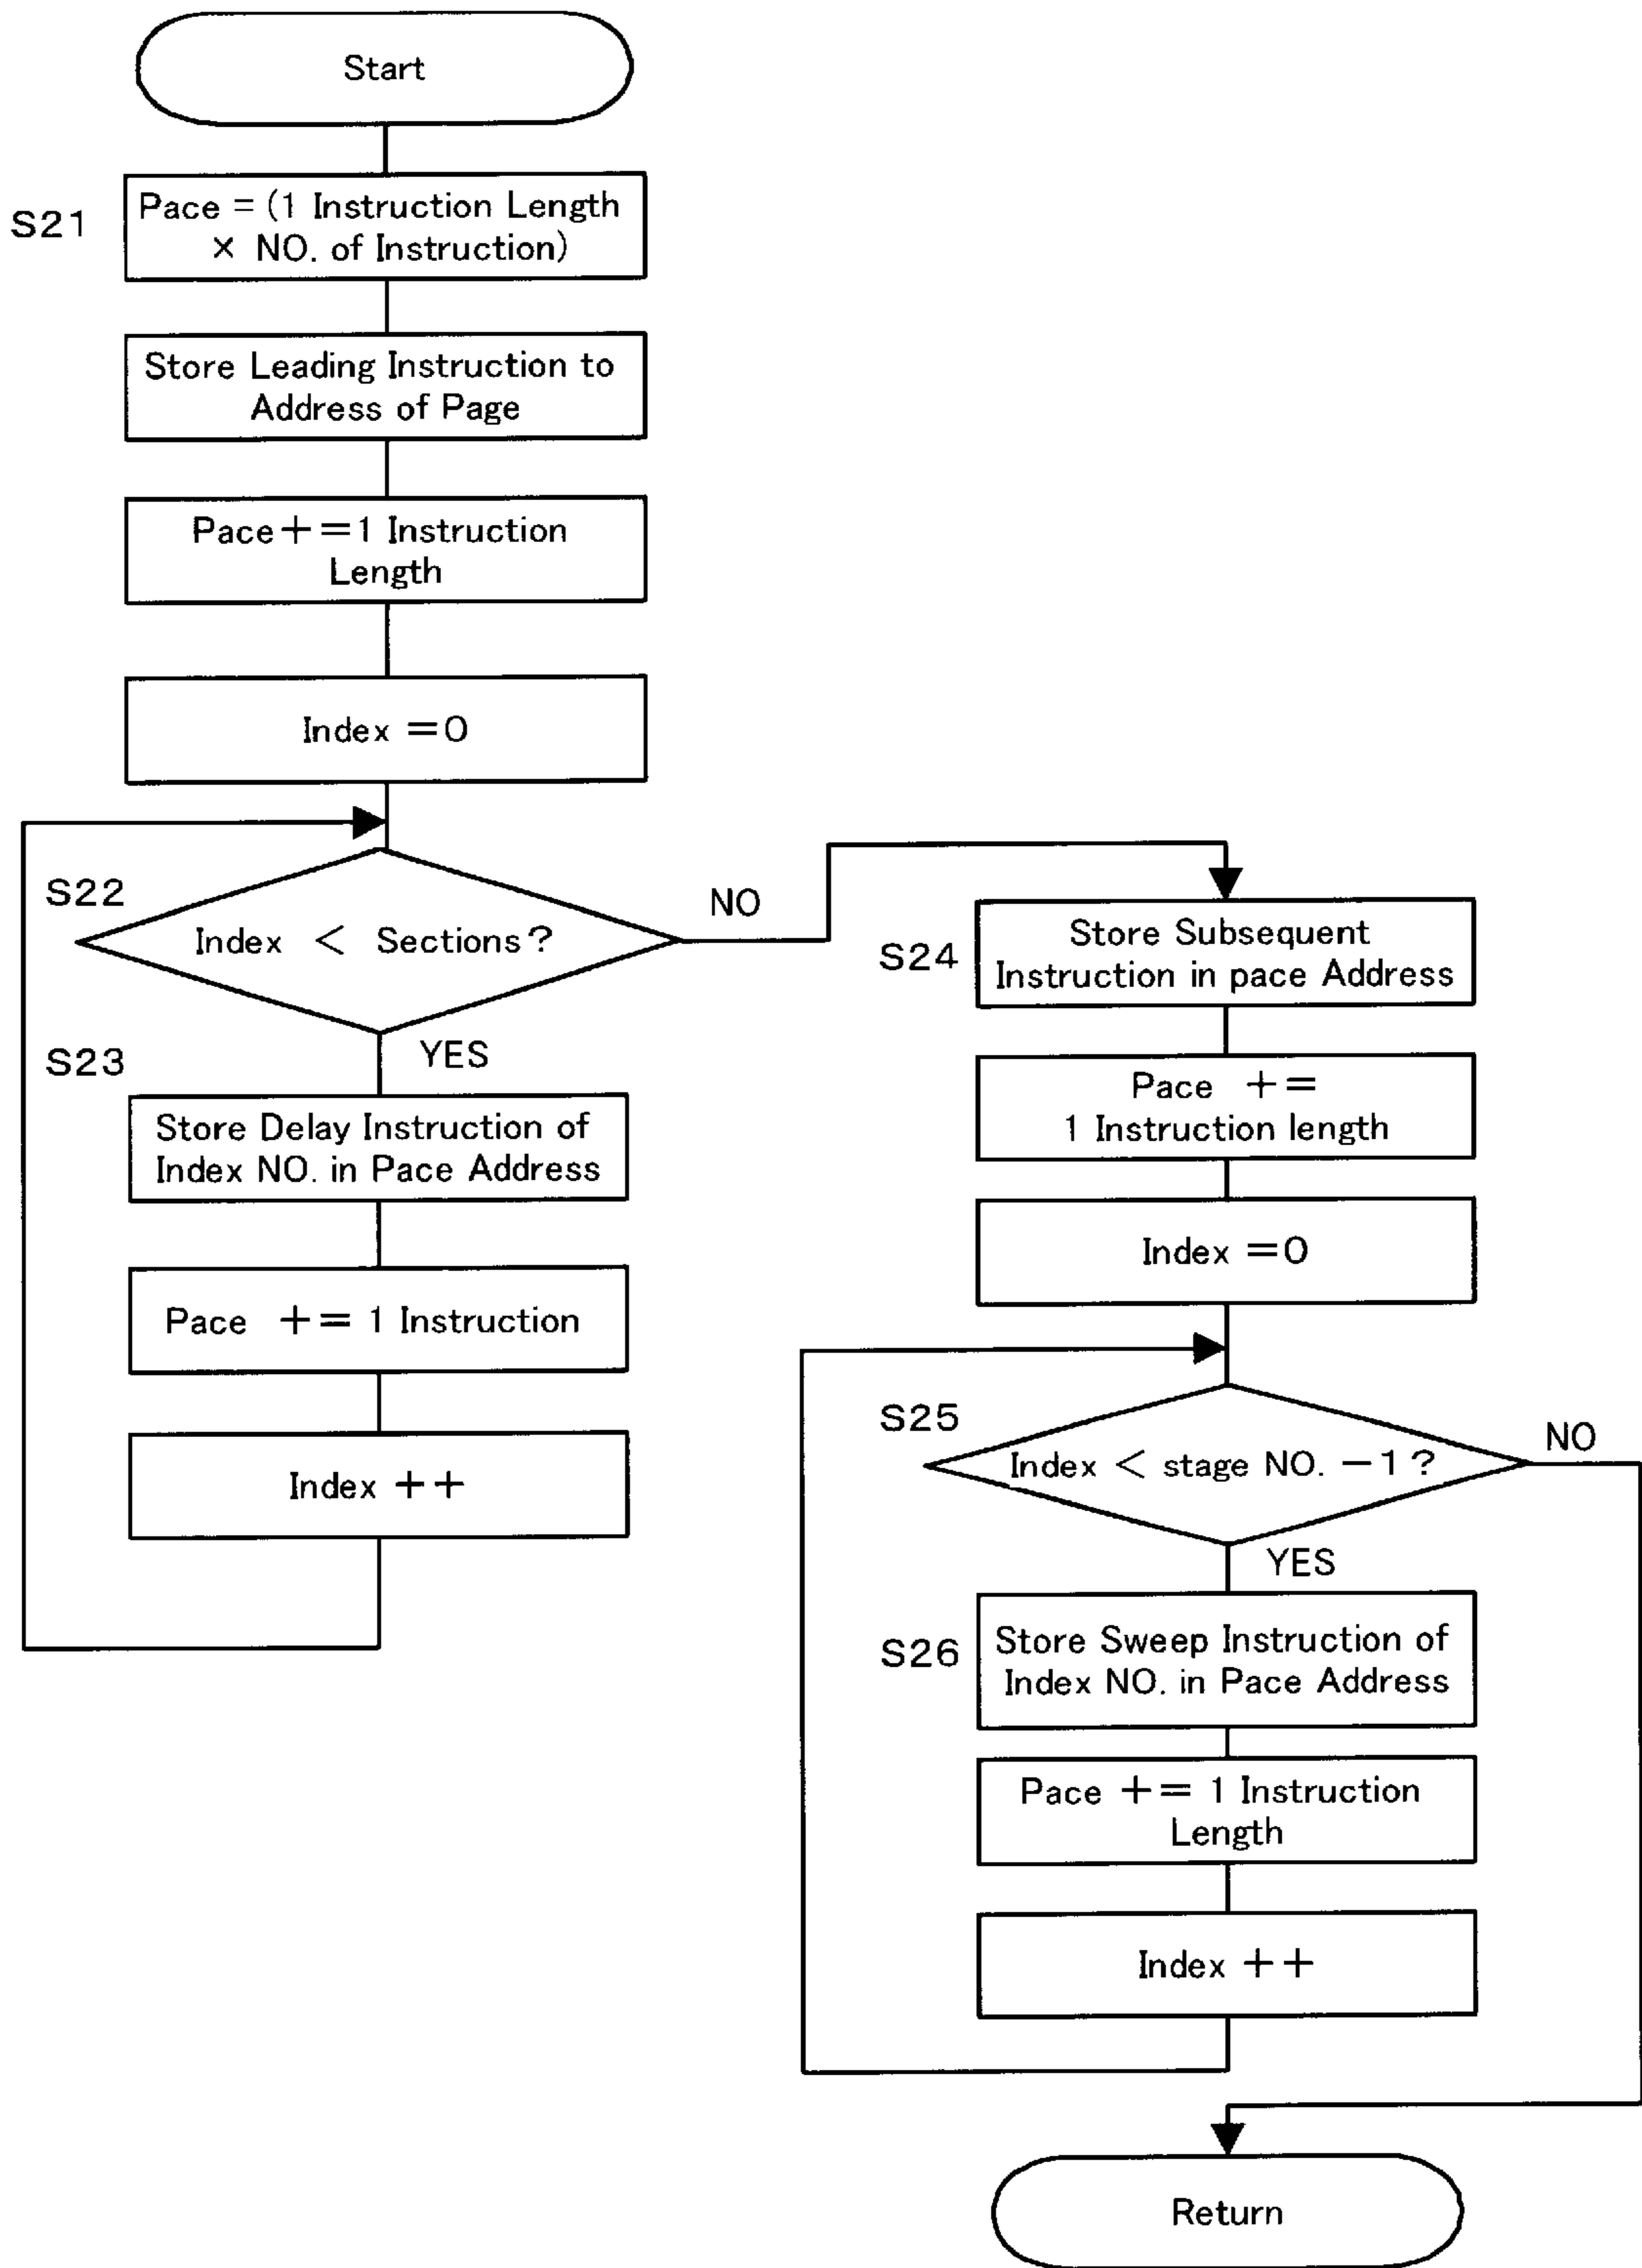 Start
S21
Pace = (1 Instruction Length
× NO. of Instruction)
Store Leading Instruction to
Address of Page
Pace+=1 Instruction
Length
Index =0
S22
Index < Sections?
NO
YES
S23
Store Delay Instruction of
Index NO. in Pace Address
Pace += 1 Instruction
Index ++
S24
Store Subsequent
Instruction in pace Address
Pace +=
1 Instruction length
Index =0
S25
Index < stage NO. -1?
NO
YES
S26
Store Sweep Instruction of
Index NO. in Pace Address
Pace += 1 Instruction
Length
Index ++
Return